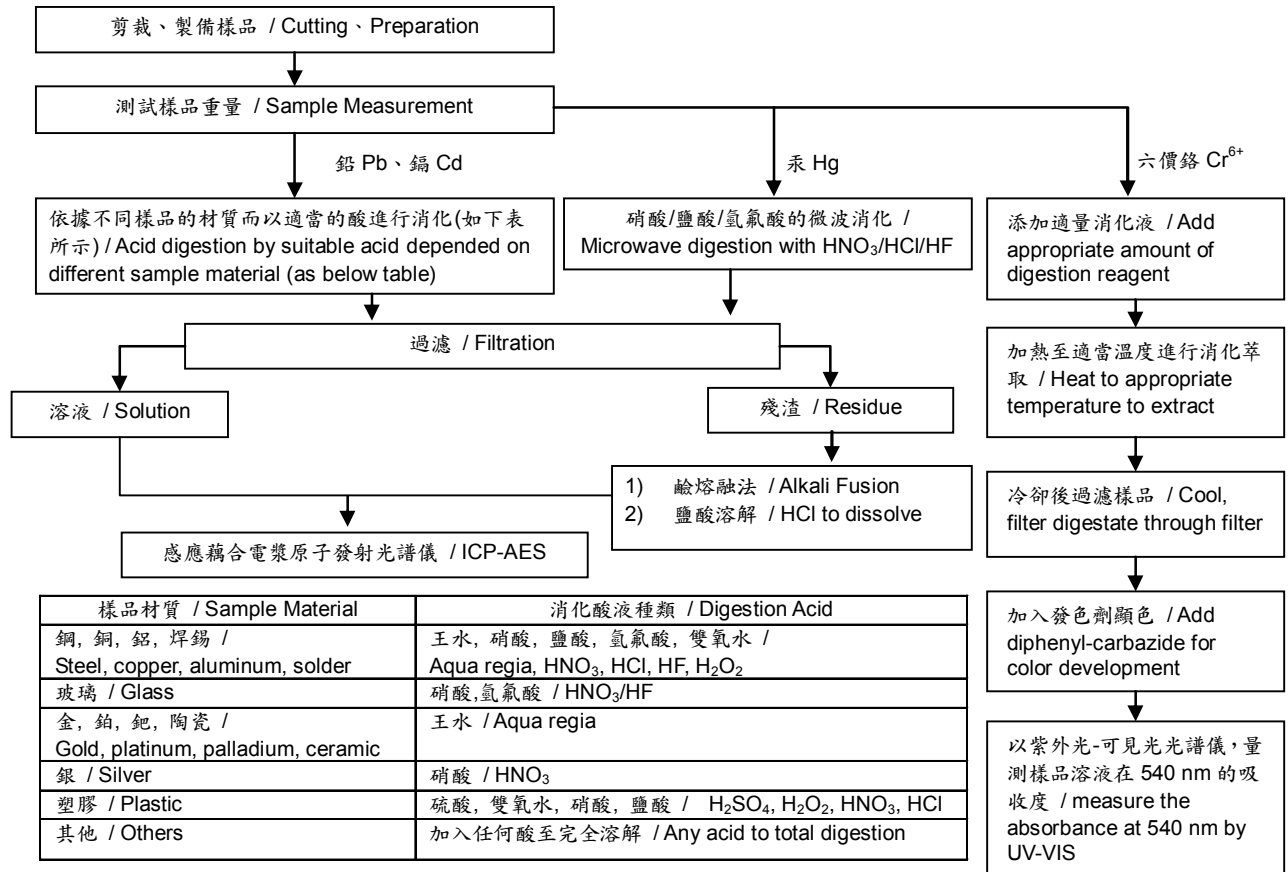 剪裁、製備樣品 / Cutting、Preparation
測試樣品重量 / Sample Measurement
鉛 Pb、鎘 Cd
汞 Hg
六價鉻 Cr⁶⁺
依據不同樣品的材質而以適當的酸進行消化(如下表
所示) / Acid digestion by suitable acid depended on
different sample material (as below table)
硝酸/鹽酸/氫氟酸的微波消化 /
Microwave digestion with HNO₃/HCl/HF
添加適量消化液 / Add
appropriate amount of
digestion reagent
過濾 / Filtration
加熱至適當溫度進行消化萃
取 / Heat to appropriate
temperature to extract
溶液 / Solution
殘渣 / Residue
1) 鹼熔融法 / Alkali Fusion
2) 鹽酸溶解 / HCl to dissolve
冷卻後過濾樣品 / Cool,
filter digestate through filter
感應藕合電漿原子發射光譜儀 / ICP-AES
加入發色劑顯色 / Add
diphenyl-carbazide for
color development
以紫外光-可見光光譜儀，量
測樣品溶液在 540 nm 的吸
收度 / measure the
absorbance at 540 nm by
UV-VIS
樣品材質 / Sample Material
消化酸液種類 / Digestion Acid
鋼, 銅, 鋁, 焊錫 /
Steel, copper, aluminum, solder
王水, 硝酸, 鹽酸, 氫氟酸, 雙氧水 /
Aqua regia, HNO₃, HCl, HF, H₂O₂
玻璃 / Glass
硝酸,氫氟酸 / HNO₃/HF
金, 鉑, 鈀, 陶瓷 /
Gold, platinum, palladium, ceramic
王水 / Aqua regia
銀 / Silver
硝酸 / HNO₃
塑膠 / Plastic
硫酸, 雙氧水, 硝酸, 鹽酸 / H₂SO₄, H₂O₂, HNO₃, HCl
其他 / Others
加入任何酸至完全溶解 / Any acid to total digestion